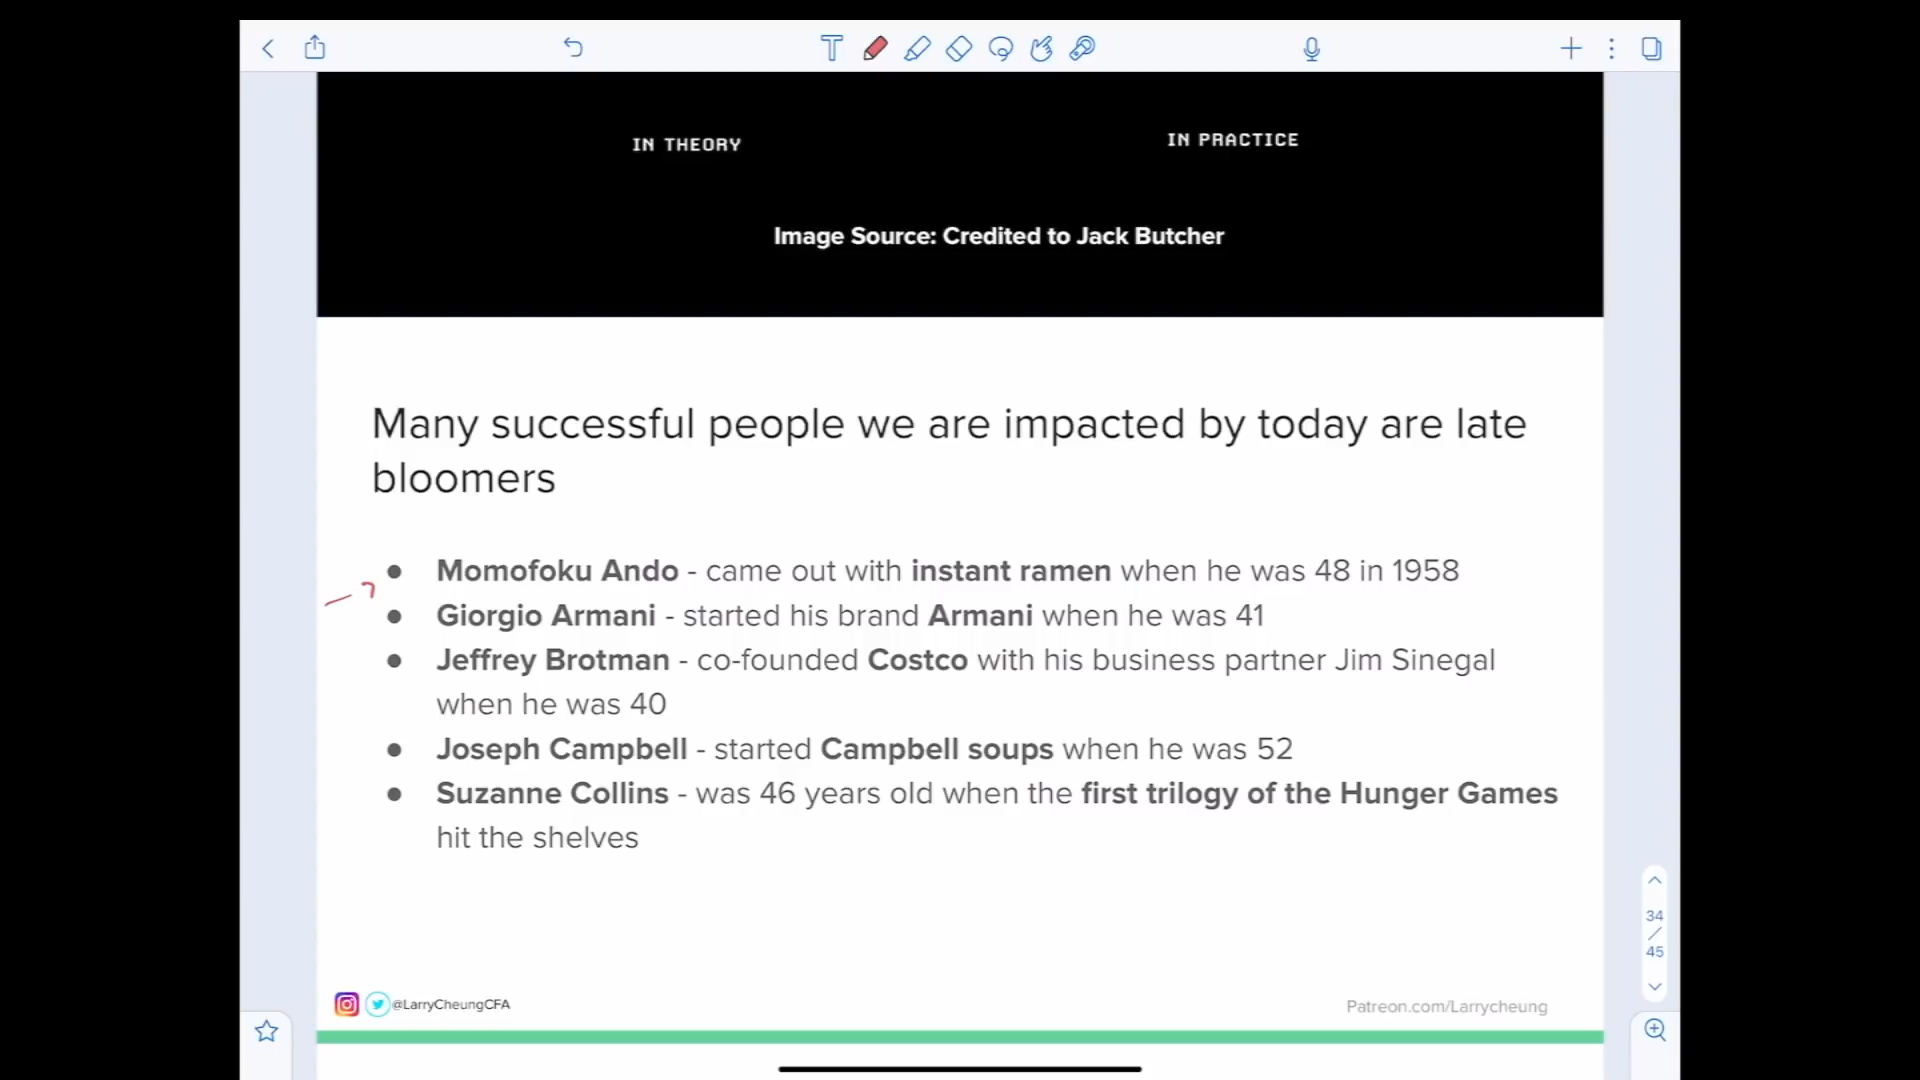 IN THEORY
IN PRACTICE
Image Source: Credited to Jack Butcher
Many successful people we are impacted by today are late
bloomers
● Momofoku Ando - came out with instant ramen when he was 48 in 1958
● Giorgio Armani - started his brand Armani when he was 41
● Jeffrey Brotman - co-founded Costco with his business partner Jim Sinegal
when he was 40
● Joseph Campbell - started Campbell soups when he was 52
● Suzanne Collins - was 46 years old when the first trilogy of the Hunger Games
hit the shelves
34
/
45
@LarryCheungCFA
Patreon.com/Larrycheung